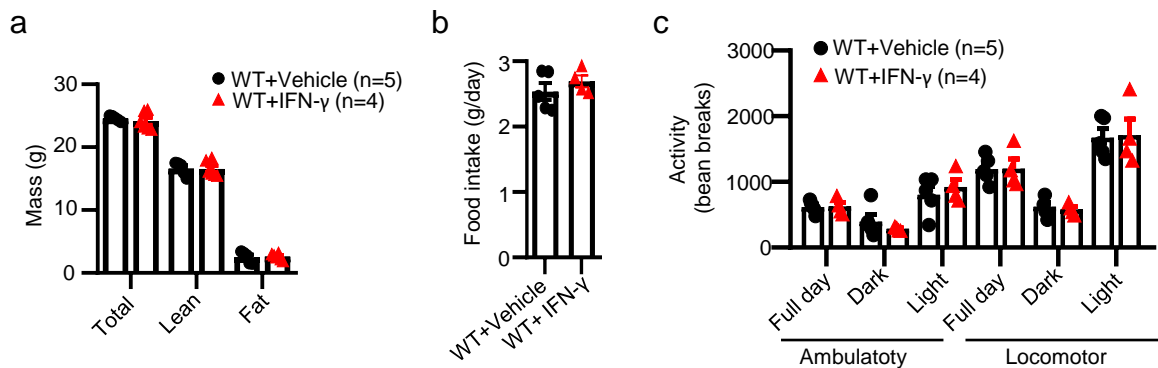 a
WT+Vehicle (n=5)
WT+IFN-γ (n=4)
Mass (g)
30
20
10
0
Total
Lean
Fat
b
Food intake (g/day)
3
2
1
0
WT+Vehicle
WT+ IFN-γ
c
WT+Vehicle (n=5)
WT+IFN-γ (n=4)
Activity
(bean breaks)
3000
2000
1000
0
Full day
Dark
Light
Full day
Dark
Light
Ambulatoty
Locomotor